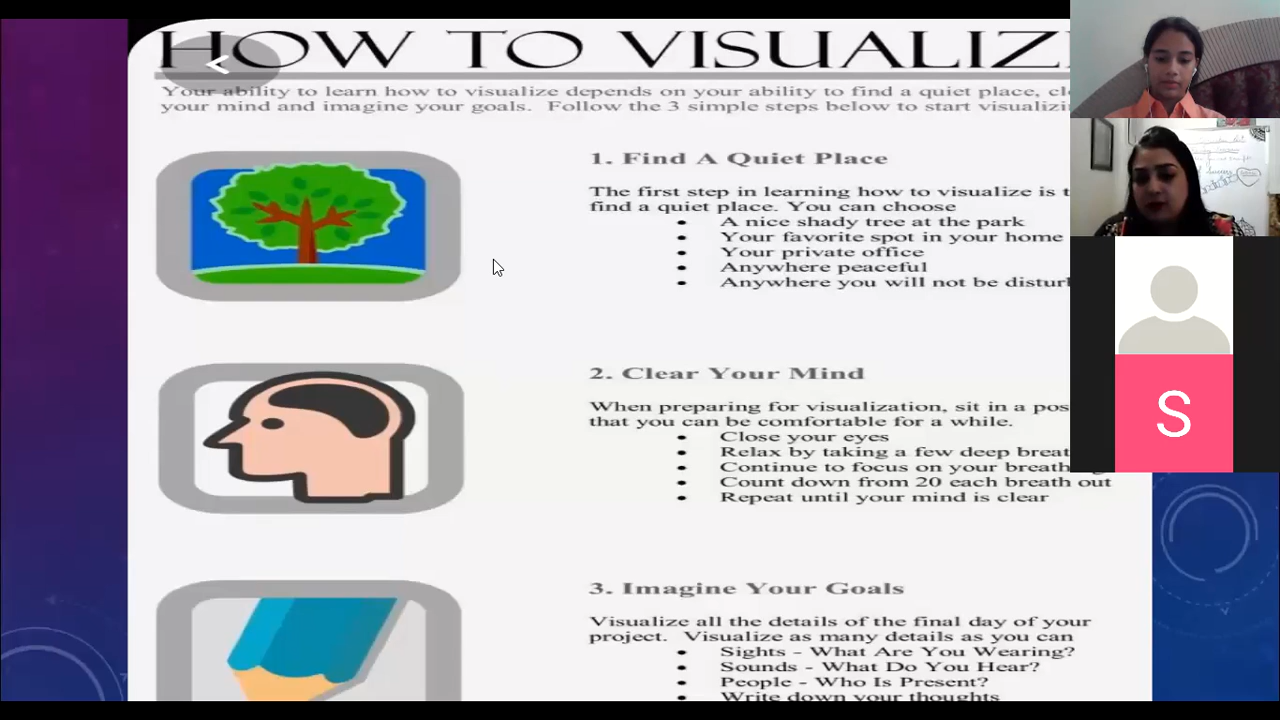 HOW TO VISUALIZ
Your ability to learn how to visualize depends on your ability to find a quiet place,
your mind and imagine your goals. Follow the 3 simple steps below to start
1. Find A Quiet Place
The first step in learning how to visualize is
find a quiet place. You can choose
• A nice shady tree at the park
• Your favorite spot in your home
• Your private office
• Anywhere peaceful
• Anywhere you will not be
2. Clear Your Mind
When preparing for visualization, sit in a
that you can be comfortable for a while.
• Close your eyes
• Relax by taking a few deep
• Continue to focus on your
• Count down from 20 each breath out
• Repeat until your mind is clear
3. Imagine Your Goals
Visualize all the details of the final day of your
project. Visualize as many details as you can
• Sights - What Are You Wearing?
• Sounds - What Do You Hear?
• People - Who Is Present?
• Write down your thoughts
S